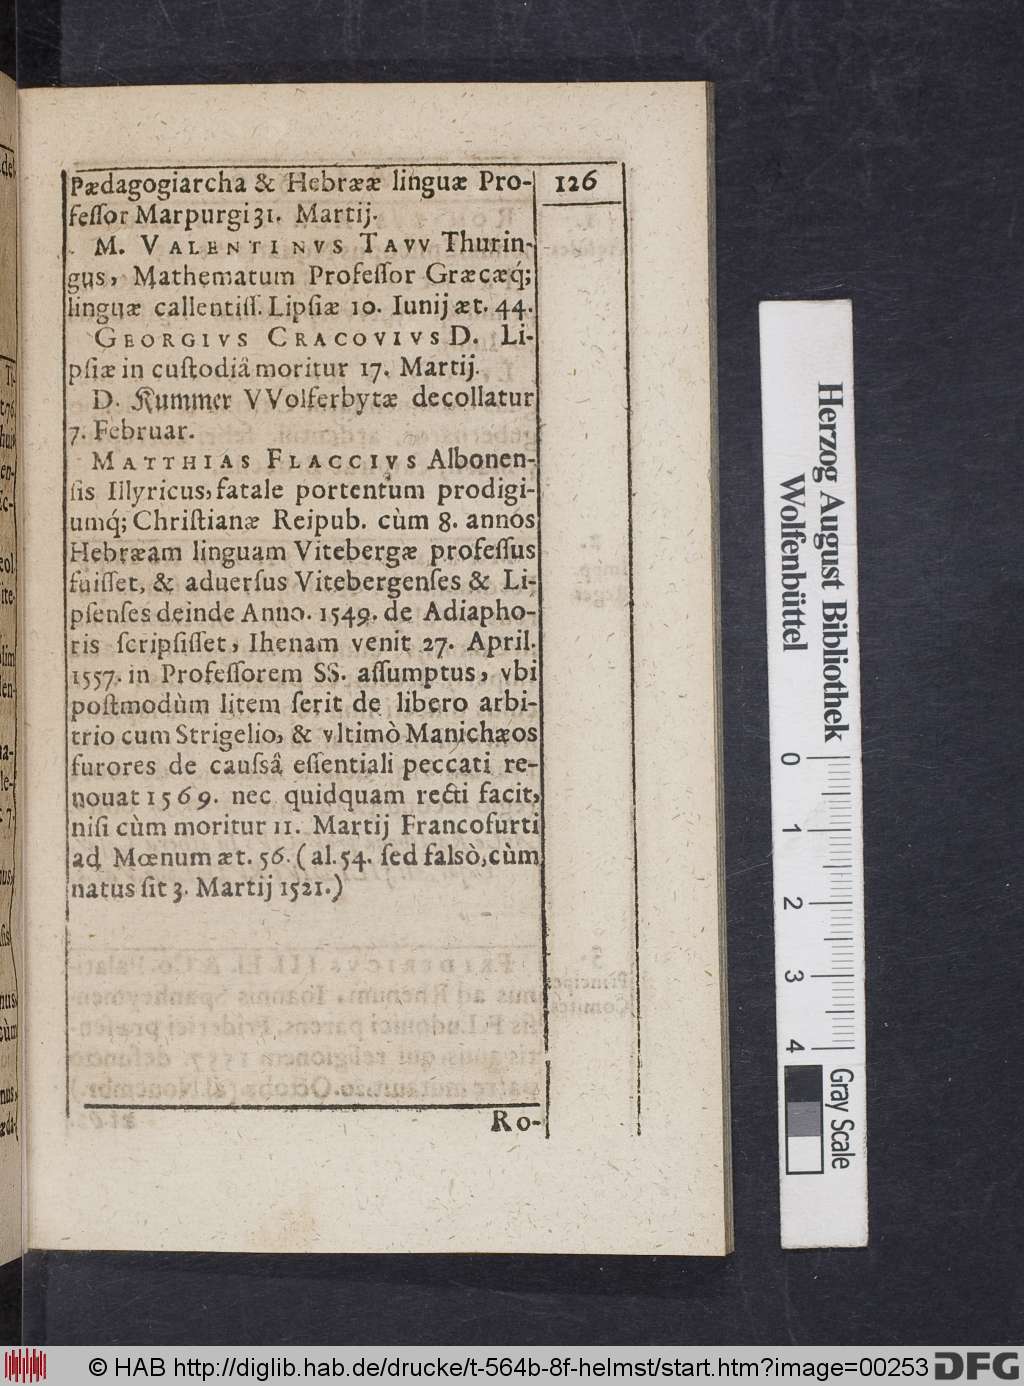 Pædagogiarcha & Hebrææ linguæ Pro-
126
feſſor Marpurgi 31. Martij.
M. VALENTINVS TAVV Thurin-
gus, Mathematum Profeſſor Græcæq́;
linguæ callentiſſ. Lipſiæ 10. Iunij æt. 44.
GEORGIVS CRACOVIVS D. Li-
pſiæ in cuſtodiâ moritur 17. Martij.
D. Kummer VVolferbytæ decollatur
7. Februar.
MATTHIAS FLACCIVS Albonen-
ſis Illyricus, fatale portentum prodigi-
umq́; Chriſtianæ Reipub. cùm 8. annos
Hebræam linguam Vitebergæ profeſſus
fuiſſet, & aduerſus Vitebergenſes & Li-
pſenſes deinde Anno. 1549. de Adiapho-
ris ſcripſiſſet, Ihenam venit 27. April.
1557. in Profeſſorem SS. aſſumptus, vbi
poſtmodùm litem ſerit de libero arbi-
trio cum Strigelio, & vltimò Manichæos
furores de cauſsâ eſſentiali peccati re-
nouat 1569. nec quidquam recti facit,
niſi cùm moritur 11. Martij Francofurti
ad Mœnum æt. 56. (al. 54. ſed falsò, cùm
natus ſit 3. Martij 1521.)
Ro-
Herzog August Bibliothek
Wolfenbüttel
0 1 2 3 4
Gray Scale
© HAB http://diglib.hab.de/drucke/t-564b-8f-helmst/start.htm?image=00253
DFG